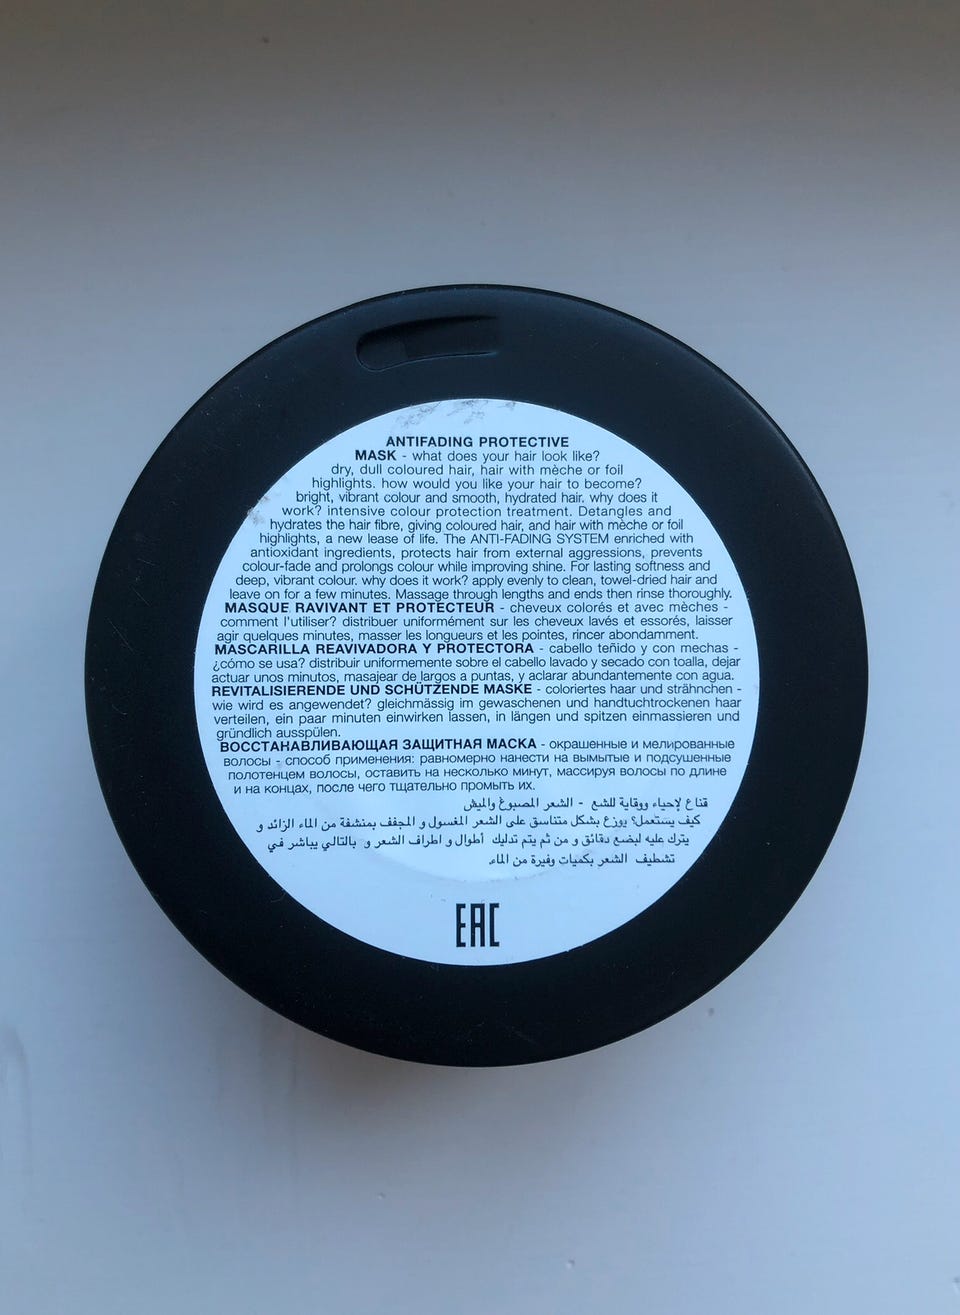 ANTIFADING PROTECTIVE
MASK - what does your hair look like?
dry, dull coloured hair, hair with mèche or foil
highlights. how would you like your hair to become?
bright, vibrant colour and smooth, hydrated hair. why does it
work? intensive colour protection treatment. Detangles and
hydrates the hair fibre, giving coloured hair, and hair with mèche or foil
highlights, a new lease of life. The ANTI-FADING SYSTEM enriched with
antioxidant ingredients, protects hair from external aggressions, prevents
colour-fade and prolongs colour while improving shine. For lasting softness and
deep, vibrant colour. why does it work? apply evenly to clean, towel-dried hair and
leave on for a few minutes. Massage through lengths and ends then rinse thoroughly.
MASQUE RAVIVANT ET PROTECTEUR - cheveux colorés et avec mèches -
comment l'utiliser? distribuer uniformément sur les cheveux lavés et essorés, laisser
agir quelques minutes, masser les longueurs et les pointes, rincer abondamment.
MASCARILLA REAVIVADORA Y PROTECTORA - cabello teñido y con mechas -
¿cómo se usa? distribuir uniformemente sobre el cabello lavado y secado con toalla, dejar
actuar unos minutos, masajear de largos a puntas, y aclarar abundantemente con agua.
REVITALISIERENDE UND SCHÜTZENDE MASKE - coloriertes haar und strähnchen -
wie wird es angewendet? gleichmässig im gewaschenen und handtuchtrockenen haar
verteilen, ein paar minuten einwirken lassen, in längen und spitzen einmassieren und
gründlich ausspülen.
ВОССТАНАВЛИВАЮЩАЯ ЗАЩИТНАЯ МАСКА - окрашенные и мелированные
волосы - способ применения: равномерно нанести на вымытые и подсушенные
полотенцем волосы, оставить на несколько минут, массируя волосы по длине
и на концах, после чего тщательно промыть их.
قناع لإحياء ووقاية للشع - الشعر المصبوغ والميش
كيف يستعمل؟ يوزع بشكل متناسق على الشعر المغسول و المجفف بمنشفة من الماء الزائد و
يترك عليه لبضع دقائق و من ثم يتم تدليك أطوال و اطراف الشعر و بالتالي يباشر في
تشطيف الشعر بكميات وفيرة من الماء.
EAC